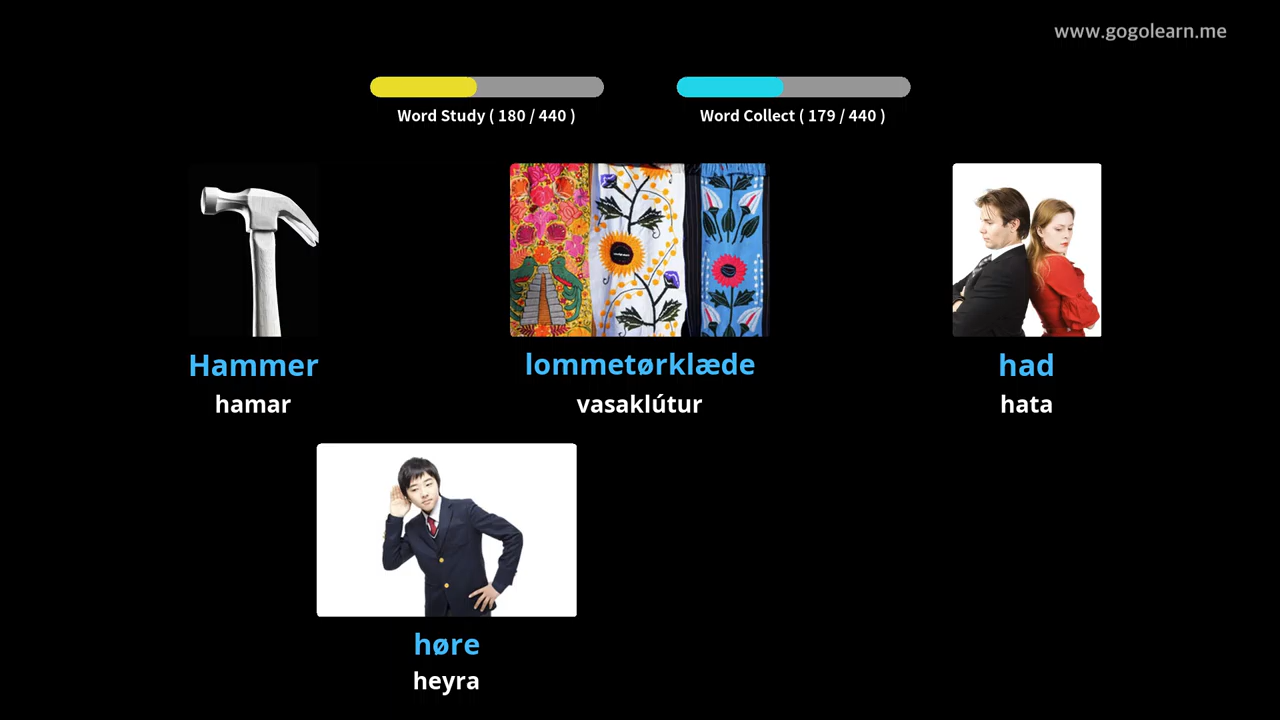 www.gogolearn.me
Word Study ( 180 / 440 )
Word Collect ( 179 / 440 )
Hammer
hamar
lommetørklæde
vasaklútur
had
hata
høre
heyra